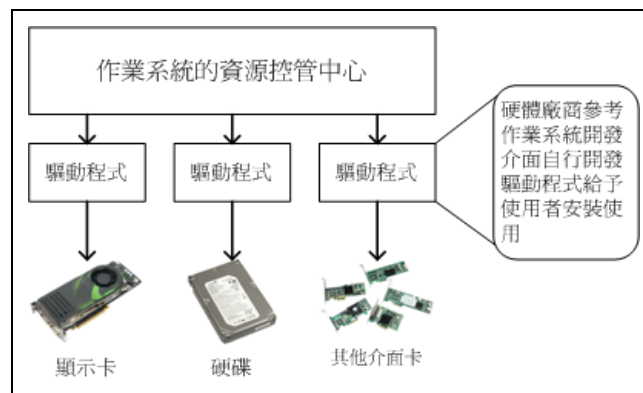 作業系統的資源控管中心
驅動程式
驅動程式
驅動程式
硬體廠商參考
作業系統開發
介面自行開發
驅動程式給予
使用者安裝使
用
顯示卡
硬碟
其他介面卡